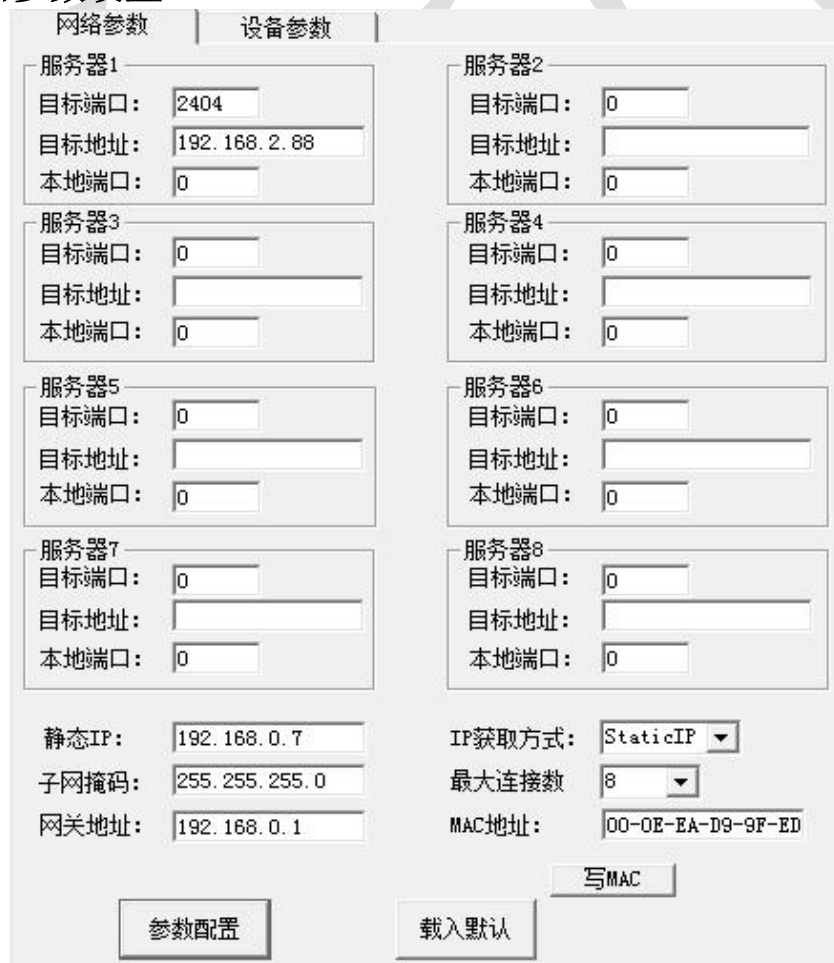 网络参数 设备参数
服务器1
目标端口： 2404
目标地址： 192.168.2.88
本地端口： 0
服务器2
目标端口： 0
目标地址：
本地端口： 0
服务器3
目标端口： 0
目标地址：
本地端口： 0
服务器4
目标端口： 0
目标地址：
本地端口： 0
服务器5
目标端口： 0
目标地址：
本地端口： 0
服务器6
目标端口： 0
目标地址：
本地端口： 0
服务器7
目标端口： 0
目标地址：
本地端口： 0
服务器8
目标端口： 0
目标地址：
本地端口： 0
静态IP： 192.168.0.7
子网掩码： 255.255.255.0
网关地址： 192.168.0.1
IP获取方式： StaticIP
最大连接数 8
MAC地址： 00-0E-EA-D9-9F-ED
写MAC
参数配置 载入默认